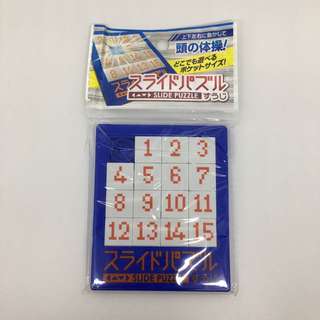 上下左右に動かして
頭の体操!
どこでも遊べる
ポケットサイズ!
スライドパズル
SLIDE PUZZLE
すうじ
1 2 3
4 5 6 7
8 9 10 11
12 13 14 15
スライドパズル
SLIDE PUZZLE